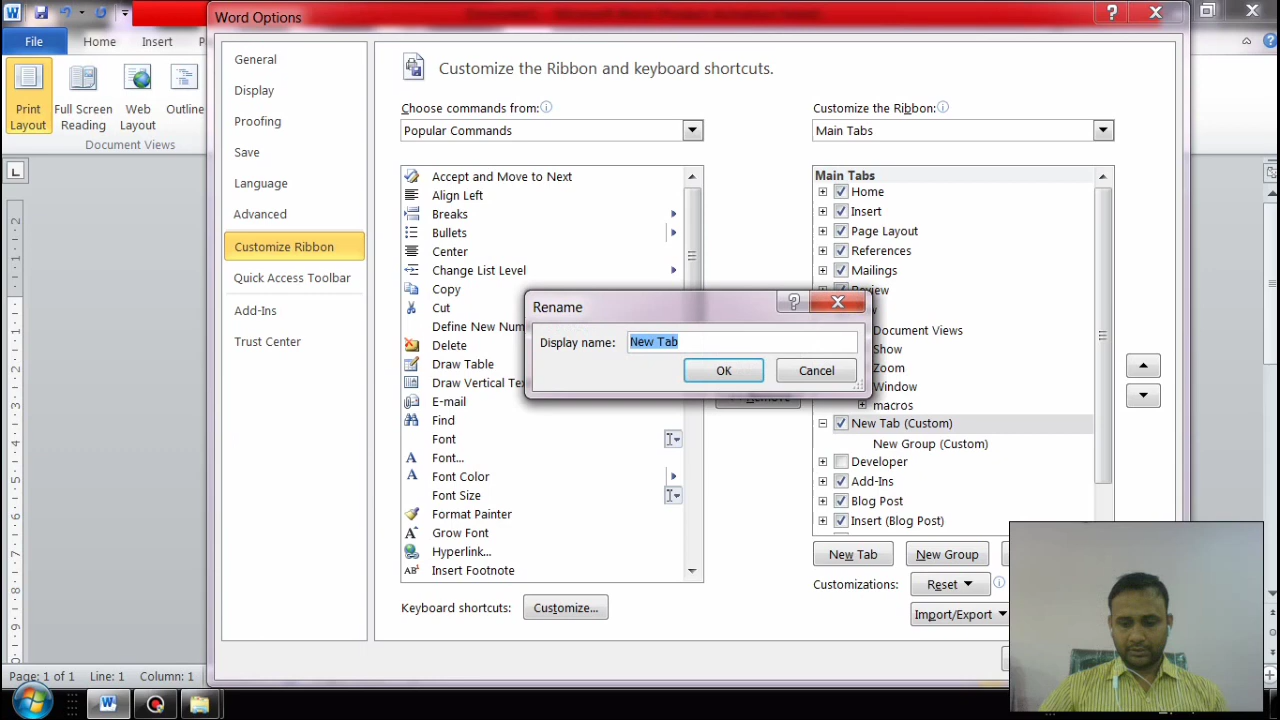 Word Options
File
Home
Insert
P
Print
Layout
Full Screen
Reading
Web
Layout
Outline
Document Views
General
Display
Proofing
Save
Language
Advanced
Customize Ribbon
Quick Access Toolbar
Add-Ins
Trust Center
Customize the Ribbon and keyboard shortcuts.
Choose commands from:
Popular Commands
Accept and Move to Next
Align Left
Breaks
Bullets
Center
Change List Level
Copy
Cut
Define New Num
Delete
Draw Table
Draw Vertical Te
E-mail
Find
Font
Font...
Font Color
Font Size
Format Painter
Grow Font
Hyperlink...
Insert Footnote
Keyboard shortcuts:
Customize...
Customize the Ribbon:
Main Tabs
Main Tabs
Home
Insert
Page Layout
References
Mailings
Review
Document Views
Show
Zoom
Window
macros
New Tab (Custom)
New Group (Custom)
Developer
Add-Ins
Blog Post
Insert (Blog Post)
New Tab
New Group
Customizations:
Reset
Import/Export
Rename
Display name:
New Tab
OK
Cancel
Page: 1 of 1
Line: 1
Column: 1